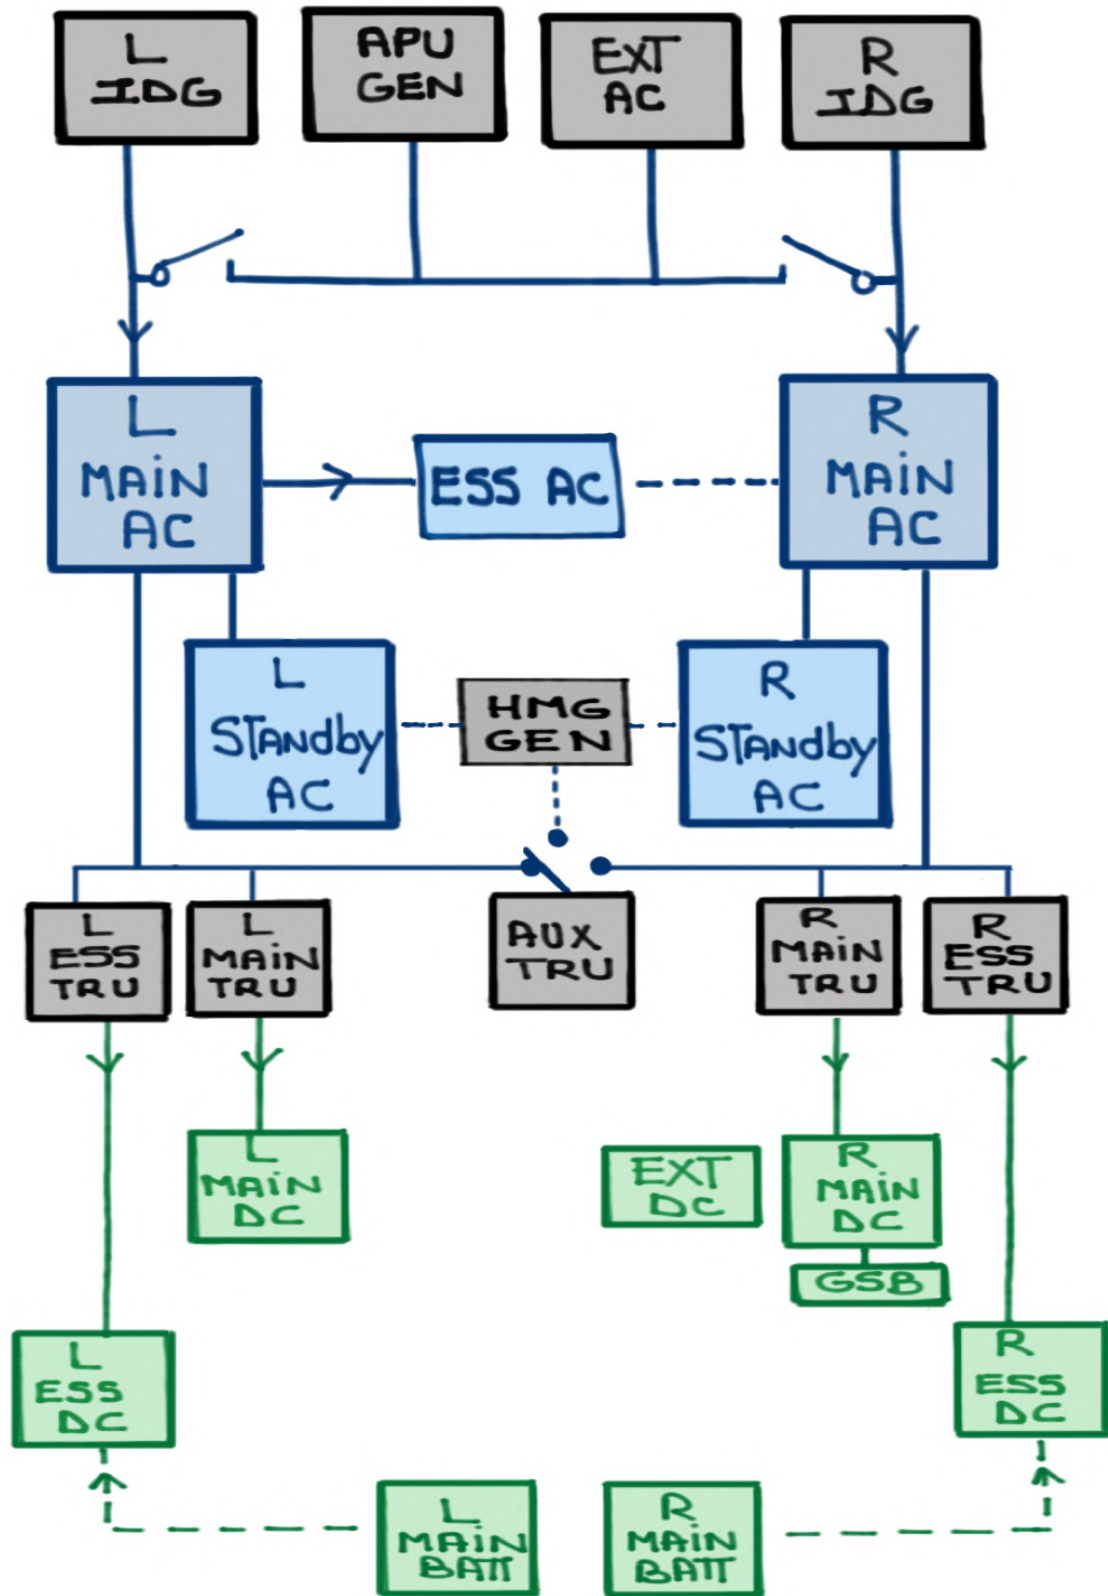 L
IDG
APU
GEN
EXT
AC
R
IDG
L
MAIN
AC
ESS AC
R
MAIN
AC
L
STANdby
AC
HMG
GEN
R
STANdby
AC
L
ESS
TRU
L
MAIN
TRU
AUX
TRU
R
MAIN
TRU
R
ESS
TRU
L
MAIN
DC
EXT
DC
R
MAIN
DC
GSB
L
ESS
DC
R
ESS
DC
L
MAIN
BATT
R
MAIN
BATT